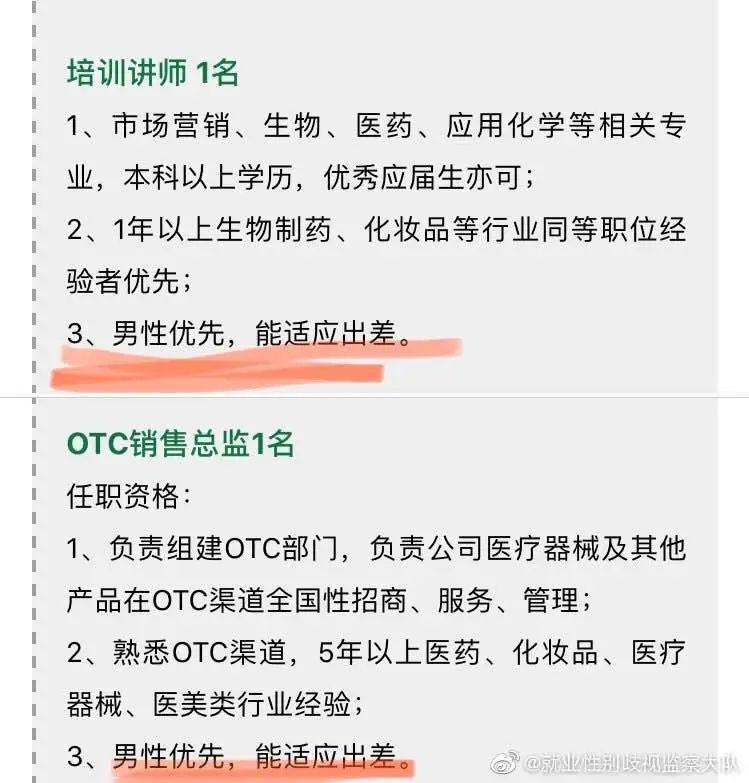 培训讲师 1名
1、市场营销、生物、医药、应用化学等相关专
业，本科以上学历，优秀应届生亦可；
2、1年以上生物制药、化妆品等行业同等职位经
验者优先；
3、男性优先，能适应出差。
OTC销售总监1名
任职资格：
1、负责组建OTC部门，负责公司医疗器械及其他
产品在OTC渠道全国性招商、服务、管理；
2、熟悉OTC渠道，5年以上医药、化妆品、医疗
器械、医美类行业经验；
3、男性优先，能适应出差。
@就业性别歧视监察大队